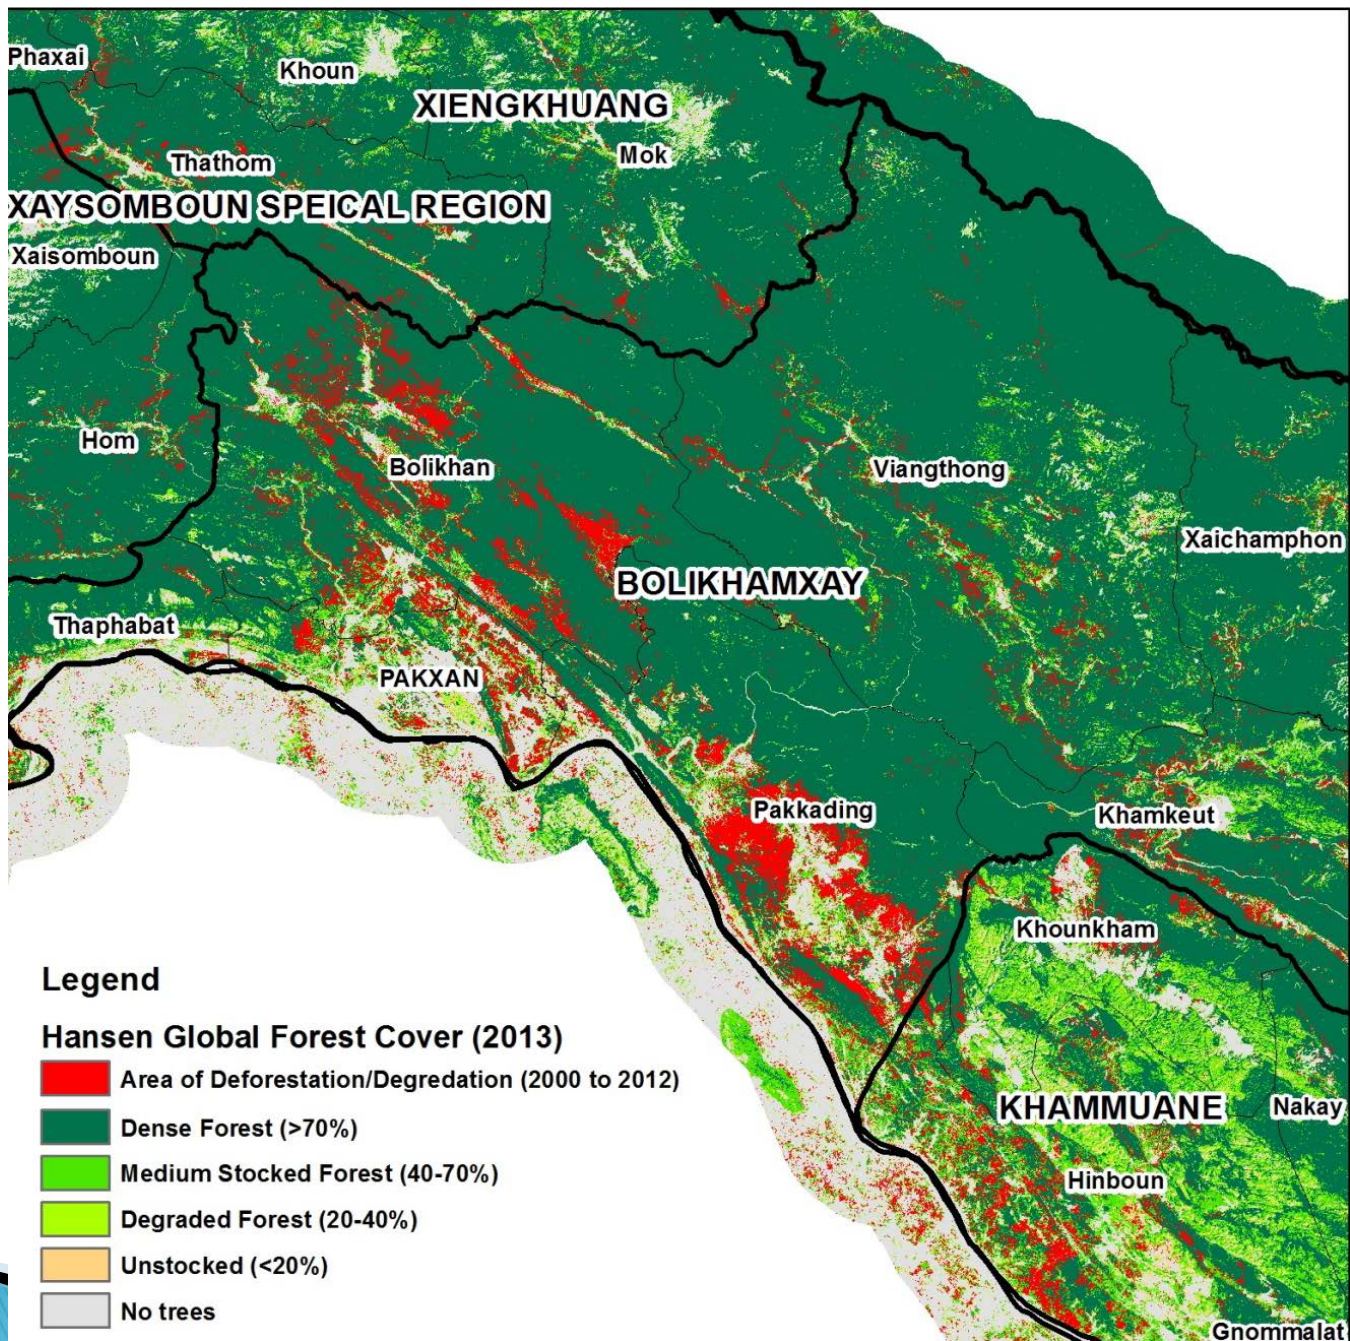 Phaxai
Khoun
XIENGKHUANG
Mok
Thathom
XAYSOMBOUN SPEICAL REGION
Xaisomboun
Hom
Bolikhan
Viangthong
Xaichamphon
BOLIKHAMXAY
Thaphabat
PAKXAN
Pakkading
Khamkeut
Khounkham
KHAMMUANE
Nakay
Hinboun
Gnommalat
Legend
Hansen Global Forest Cover (2013)
Area of Deforestation/Degredation (2000 to 2012)
Dense Forest (>70%)
Medium Stocked Forest (40-70%)
Degraded Forest (20-40%)
Unstocked (<20%)
No trees